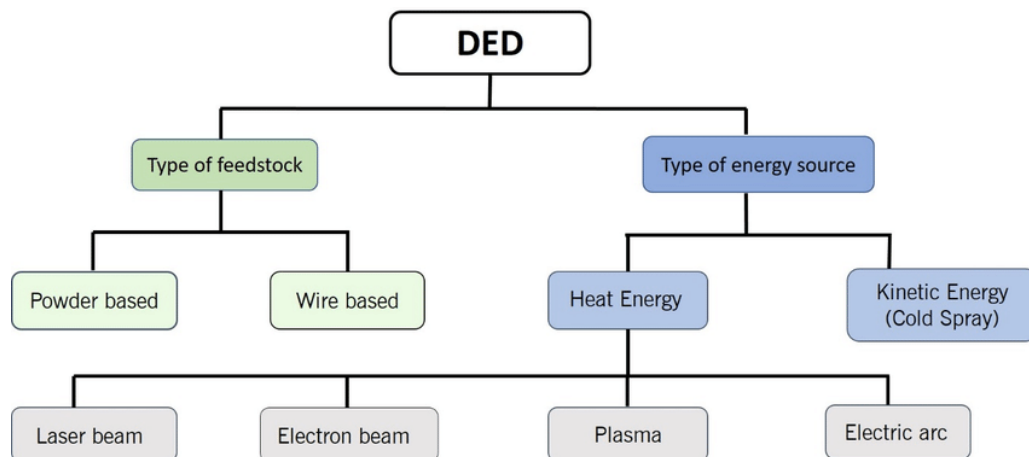 DED
Type of feedstock
Type of energy source
Powder based
Wire based
Heat Energy
Kinetic Energy
(Cold Spray)
Laser beam
Electron beam
Plasma
Electric arc